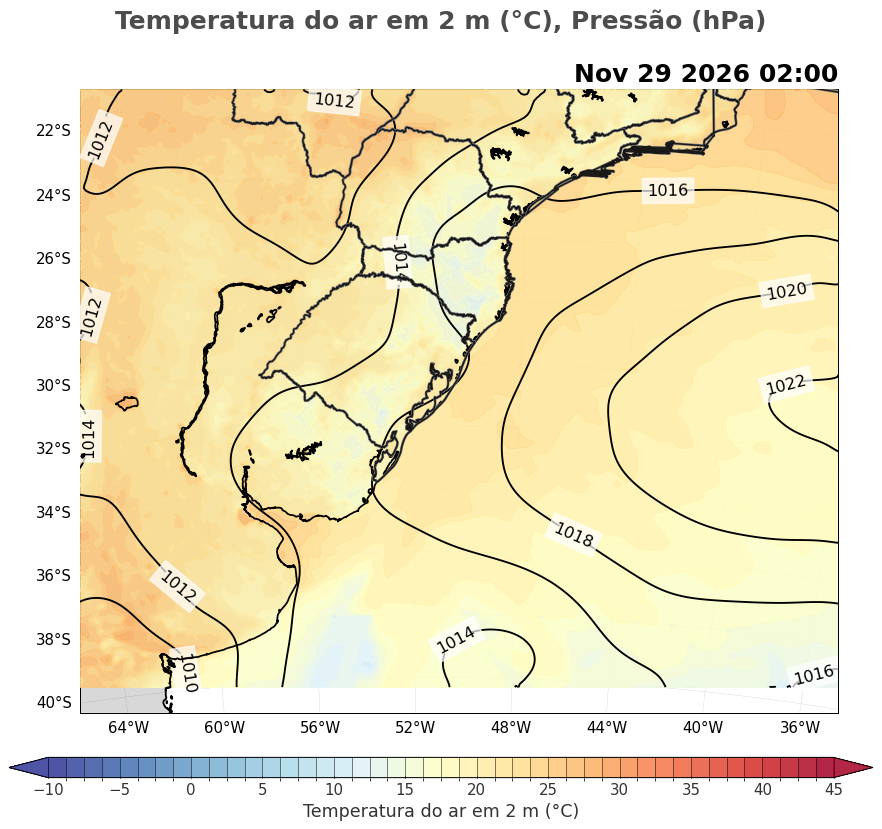 Temperatura do ar em 2 m (°C), Pressão (hPa)
Nov 29 2026 02:00
1012
1012
1016
1014
1020
1012
1022
1014
1018
1012
1014
1010
1016
22°S
24°S
26°S
28°S
30°S
32°S
34°S
36°S
38°S
40°S
64°W 60°W 56°W 52°W 48°W 44°W 40°W 36°W
−10 −5 0 5 10 15 20 25 30 35 40 45
Temperatura do ar em 2 m (°C)